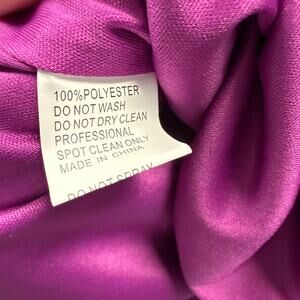 100%POLYESTER
DO NOT WASH
DO NOT DRY CLEAN
PROFESSIONAL
SPOT CLEAN ONLY
MADE IN CHINA
DO NOT SPRAY